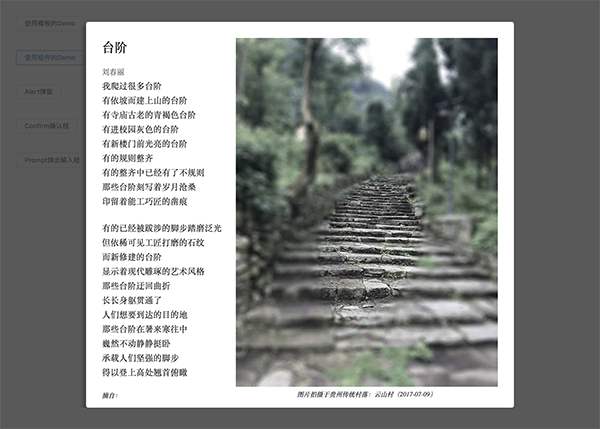 使用模板的Demo
使用组件的Demo
Alert弹窗
Confirm确认框
Prompt弹出输入框
台阶
刘春丽
我爬过很多台阶
有依坡而建上山的台阶
有寺庙古老的青褐色台阶
有进校园灰色的台阶
有新楼门前光亮的台阶
有的规则整齐
有的整齐中已经有了不规则
那些台阶刻写着岁月沧桑
印留着能工巧匠的凿痕
有的已经被跋涉的脚步踏磨泛光
但依稀可见工匠打磨的石纹
而新修建的台阶
显示着现代雕琢的艺术风格
那些台阶迂回曲折
长长身躯贯通了
人们想要到达的目的地
那些台阶在暑来寒往中
巍然不动静静挺卧
承载人们坚强的脚步
得以登上高处翘首俯瞰
摘自：
图片拍摄于贵州传统村落：云山村（2017-07-09）